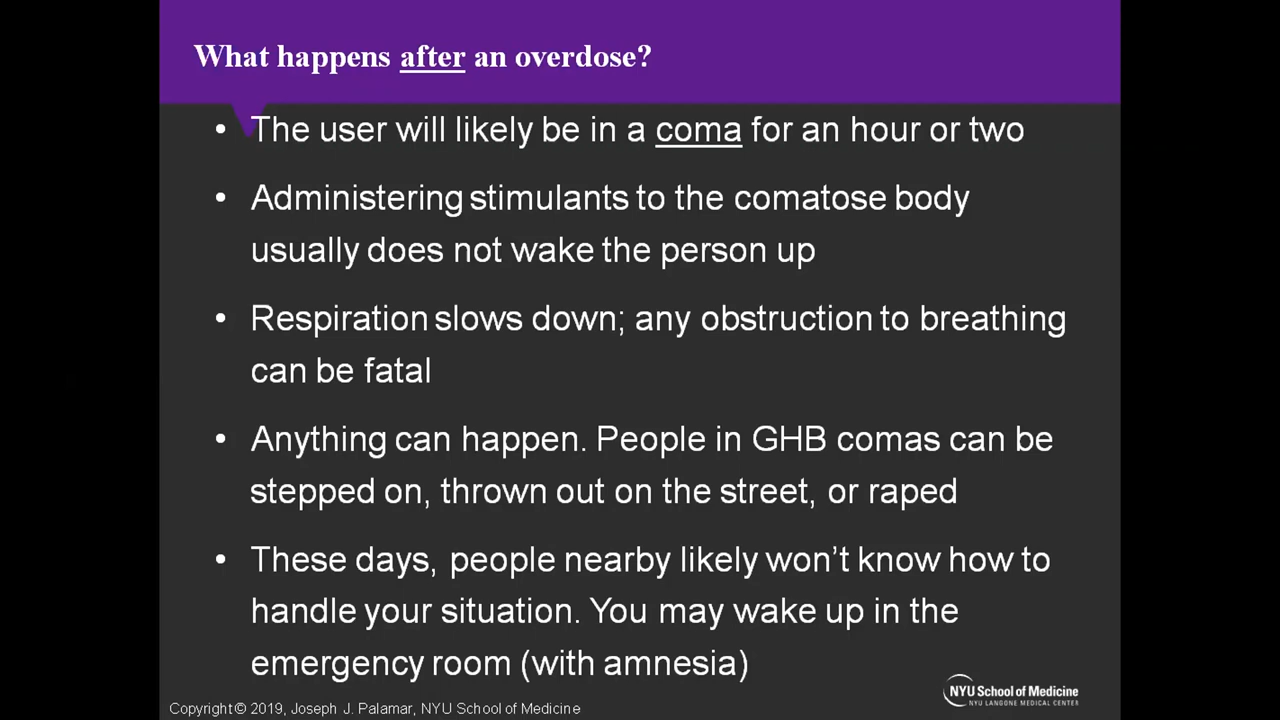 What happens after an overdose?
• The user will likely be in a coma for an hour or two
• Administering stimulants to the comatose body
usually does not wake the person up
• Respiration slows down; any obstruction to breathing
can be fatal
• Anything can happen. People in GHB comas can be
stepped on, thrown out on the street, or raped
• These days, people nearby likely won’t know how to
handle your situation. You may wake up in the
emergency room (with amnesia)
NYU School of Medicine
NYU LANGONE MEDICAL CENTER
Copyright © 2019, Joseph J. Palamar, NYU School of Medicine